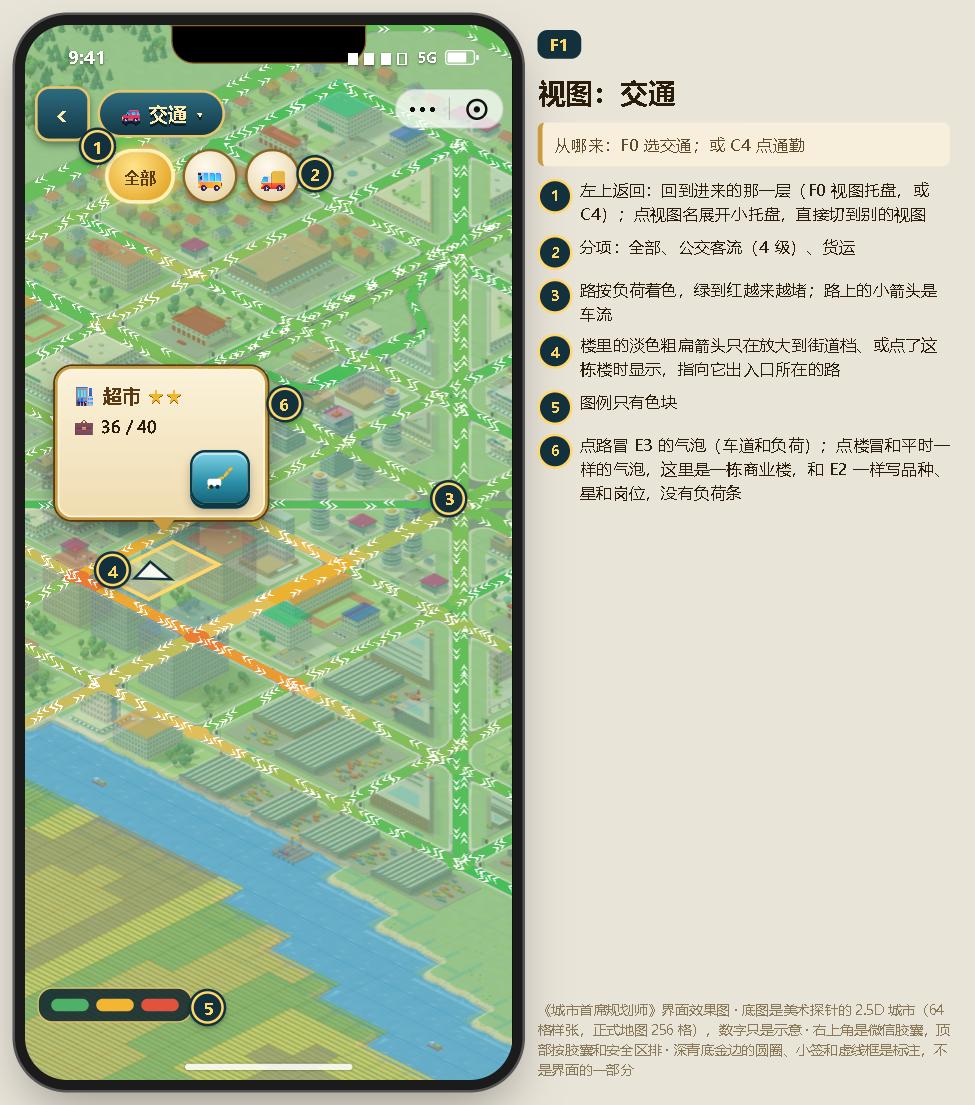 9:41
5G
交通
1
全部
2
超市
36 / 40
6
3
4
5
F1
视图：交通
从哪来：F0 选交通；或 C4 点通勤
1 左上返回：回到进来的那一层（F0 视图托盘，或
C4）；点视图名展开小托盘，直接切到别的视图
2 分项：全部、公交客流（4 级）、货运
3 路按负荷着色，绿到红越来越堵；路上的小箭头是
车流
4 楼里的淡色粗扁箭头只在放大到街道档、或点了这
栋楼时显示，指向它出入口所在的路
5 图例只有色块
6 点路冒 E3 的气泡（车道和负荷）；点楼冒和平时一
样的气泡，这里是一栋商业楼，和 E2 一样写品种、
星和岗位，没有负荷条
《城市首席规划师》界面效果图 · 底图是美术探针的 2.5D 城市（64
格样张，正式地图 256 格），数字只是示意 · 右上角是微信胶囊，顶
部按胶囊和安全区排 · 深青底金边的圆圈、小签和虚线框是标注，不
是界面的一部分